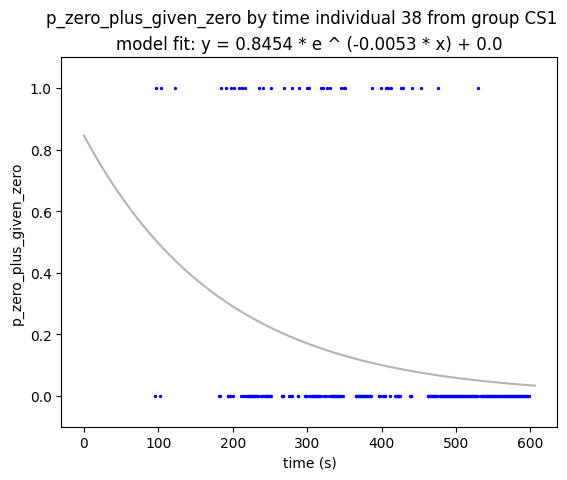 p_zero_plus_given_zero by time individual 38 from group CS1
model fit: y = 0.8454 * e ^ (-0.0053 * x) + 0.0
1.0
0.8
0.6
0.4
0.2
0.0
p_zero_plus_given_zero
0 100 200 300 400 500 600
time (s)